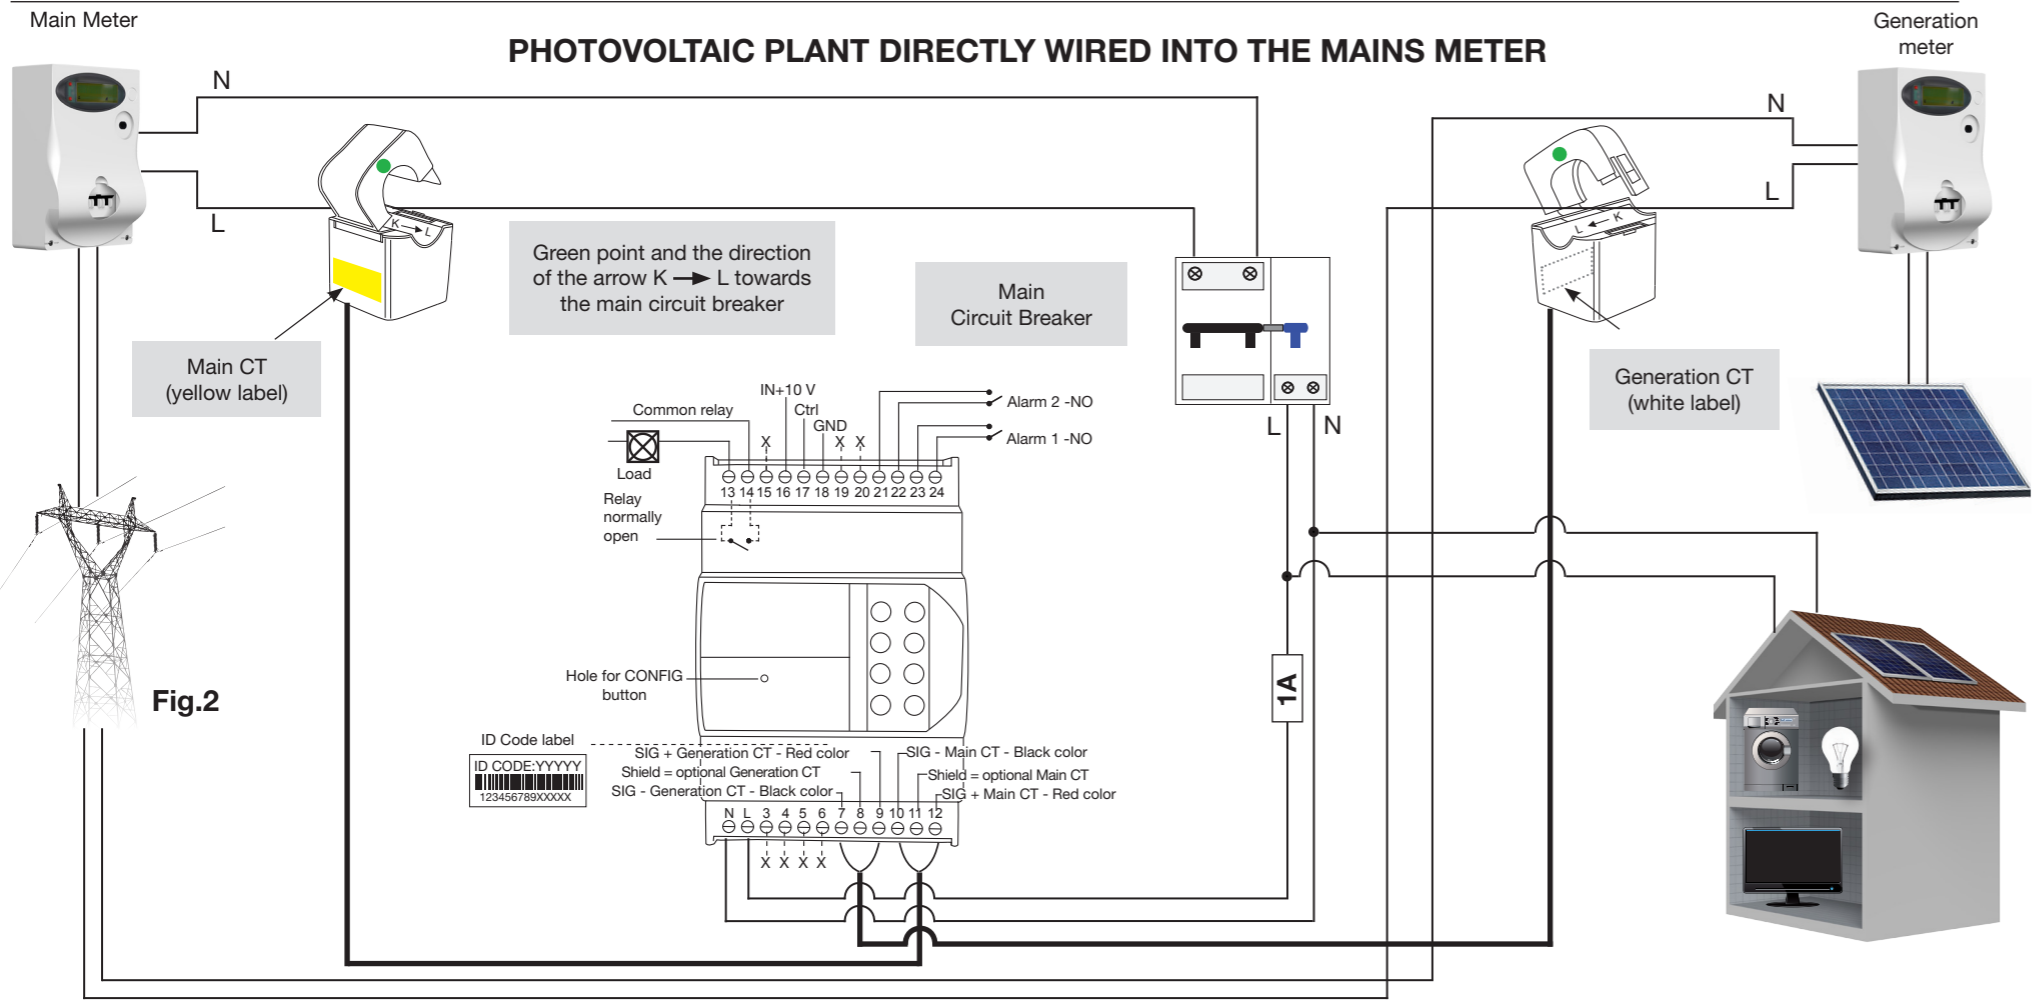 Main Meter
Generation
meter
PHOTOVOLTAIC PLANT DIRECTLY WIRED INTO THE MAINS METER
N
L
N
L
K → L
L ← K
Green point and the direction
of the arrow K → L towards
the main circuit breaker
Main
Circuit Breaker
Main CT
(yellow label)
Generation CT
(white label)
L
N
IN+10 V
Common relay
Ctrl
GND
X
X X
Alarm 2 -NO
Alarm 1 -NO
Load
13 14 15 16 17 18 19 20 21 22 23 24
Relay
normally
open
Hole for CONFIG
button
1A
Fig.2
ID Code label
ID CODE:YYYYY
123456789XXXXX
SIG + Generation CT - Red color
Shield = optional Generation CT
SIG - Generation CT - Black color
SIG - Main CT - Black color
Shield = optional Main CT
SIG + Main CT - Red color
N L 3 4 5 6 7 8 9 10 11 12
X X X X